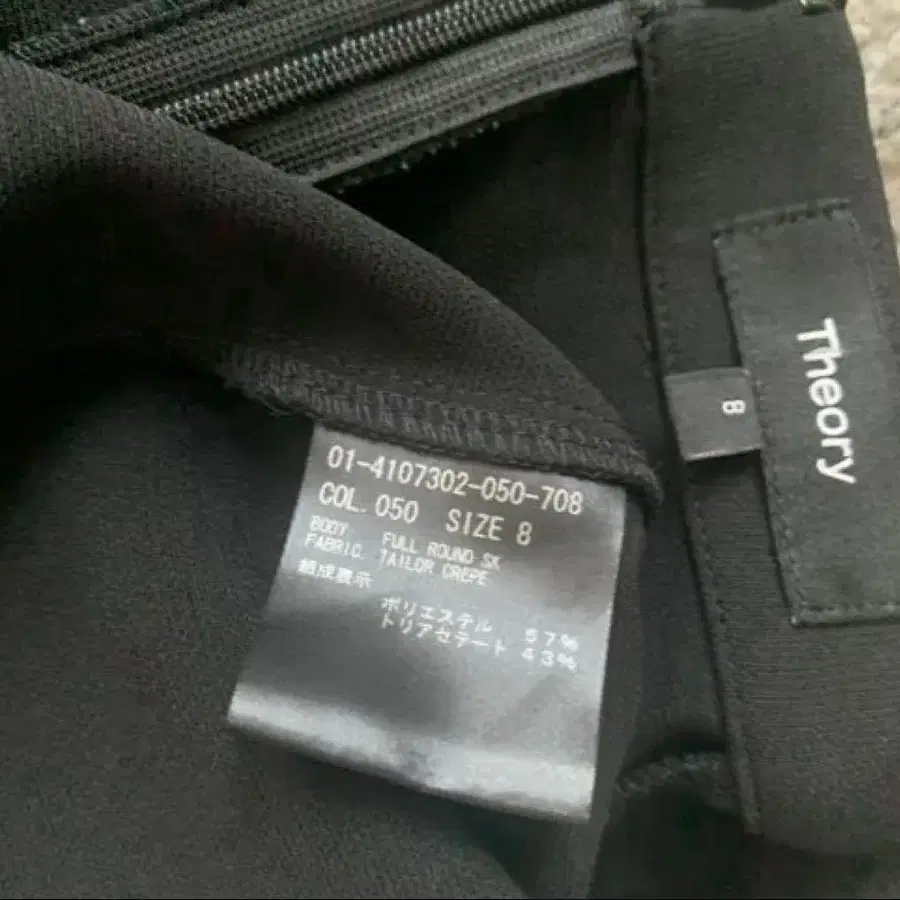 01-4107302-050-708
COL. 050 SIZE 8
BODY FULL ROUND SK
FABRIC TAILOR CREPE
組成表示
ポリエステル 57%
トリアセテート 43%
8
Theory